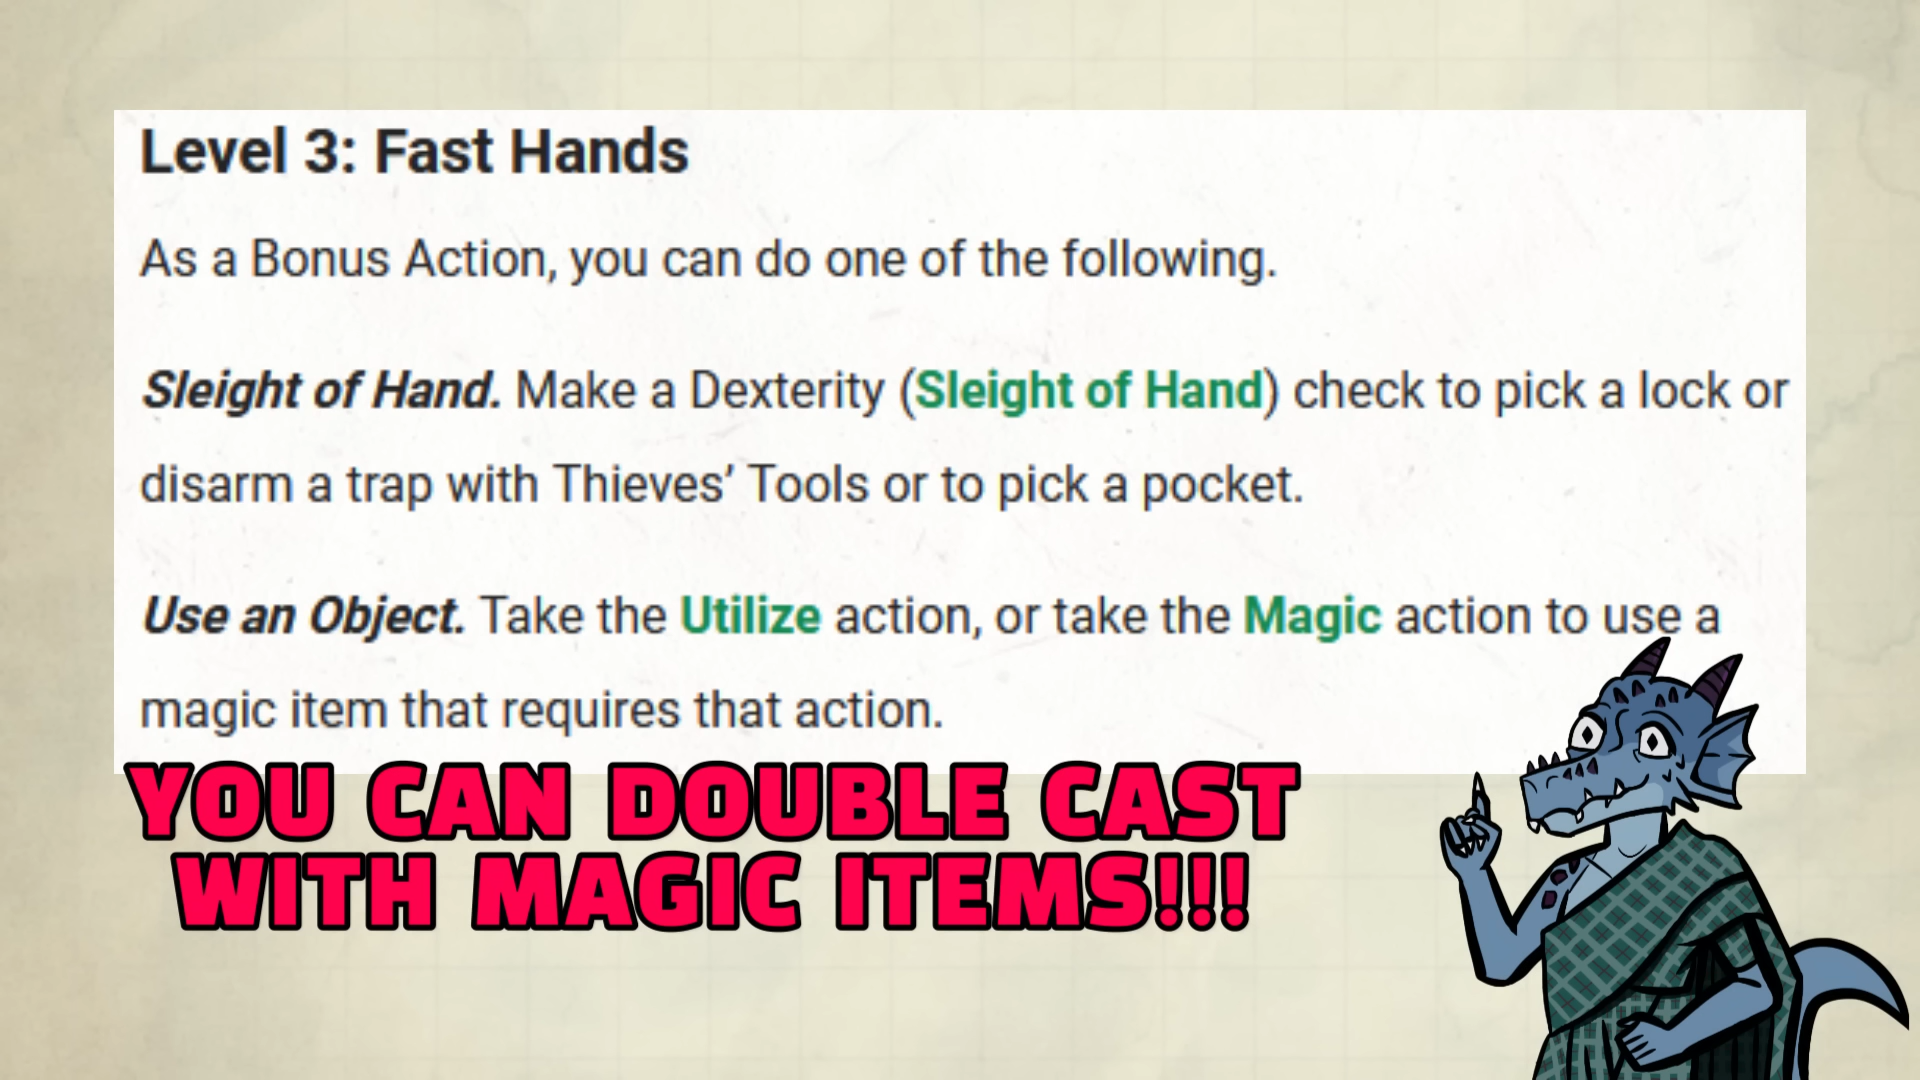 Level 3: Fast Hands
As a Bonus Action, you can do one of the following.
Sleight of Hand. Make a Dexterity (Sleight of Hand) check to pick a lock or
disarm a trap with Thieves’ Tools or to pick a pocket.
Use an Object. Take the Utilize action, or take the Magic action to use a
magic item that requires that action.
YOU CAN DOUBLE CAST
WITH MAGIC ITEMS!!!